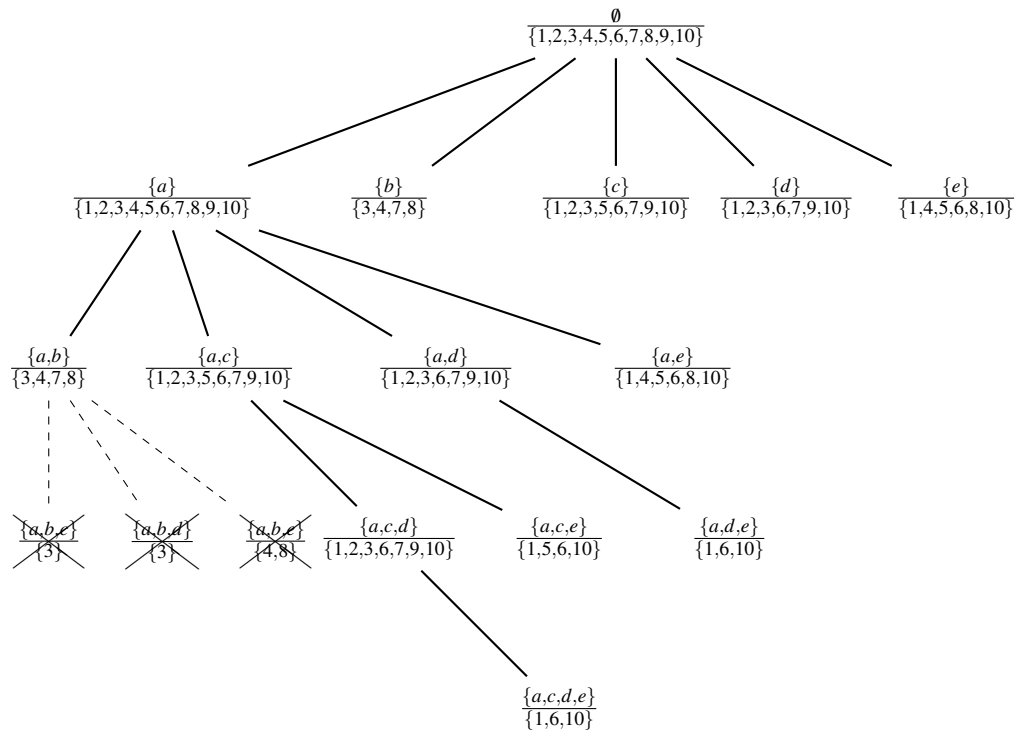 ∅
{1,2,3,4,5,6,7,8,9,10}
{a} {b} {c} {d} {e}
{1,2,3,4,5,6,7,8,9,10} {3,4,7,8} {1,2,3,5,6,7,9,10} {1,2,3,6,7,9,10} {1,4,5,6,8,10}
{a,b} {a,c} {a,d} {a,e}
{3,4,7,8} {1,2,3,5,6,7,9,10} {1,2,3,6,7,9,10} {1,4,5,6,8,10}
{a,b,c} {a,b,d} {a,b,e} {a,c,d} {a,c,e} {a,d,e}
{3} {3} {4,8} {1,2,3,6,7,9,10} {1,5,6,10} {1,6,10}
{a,c,d,e}
{1,6,10}